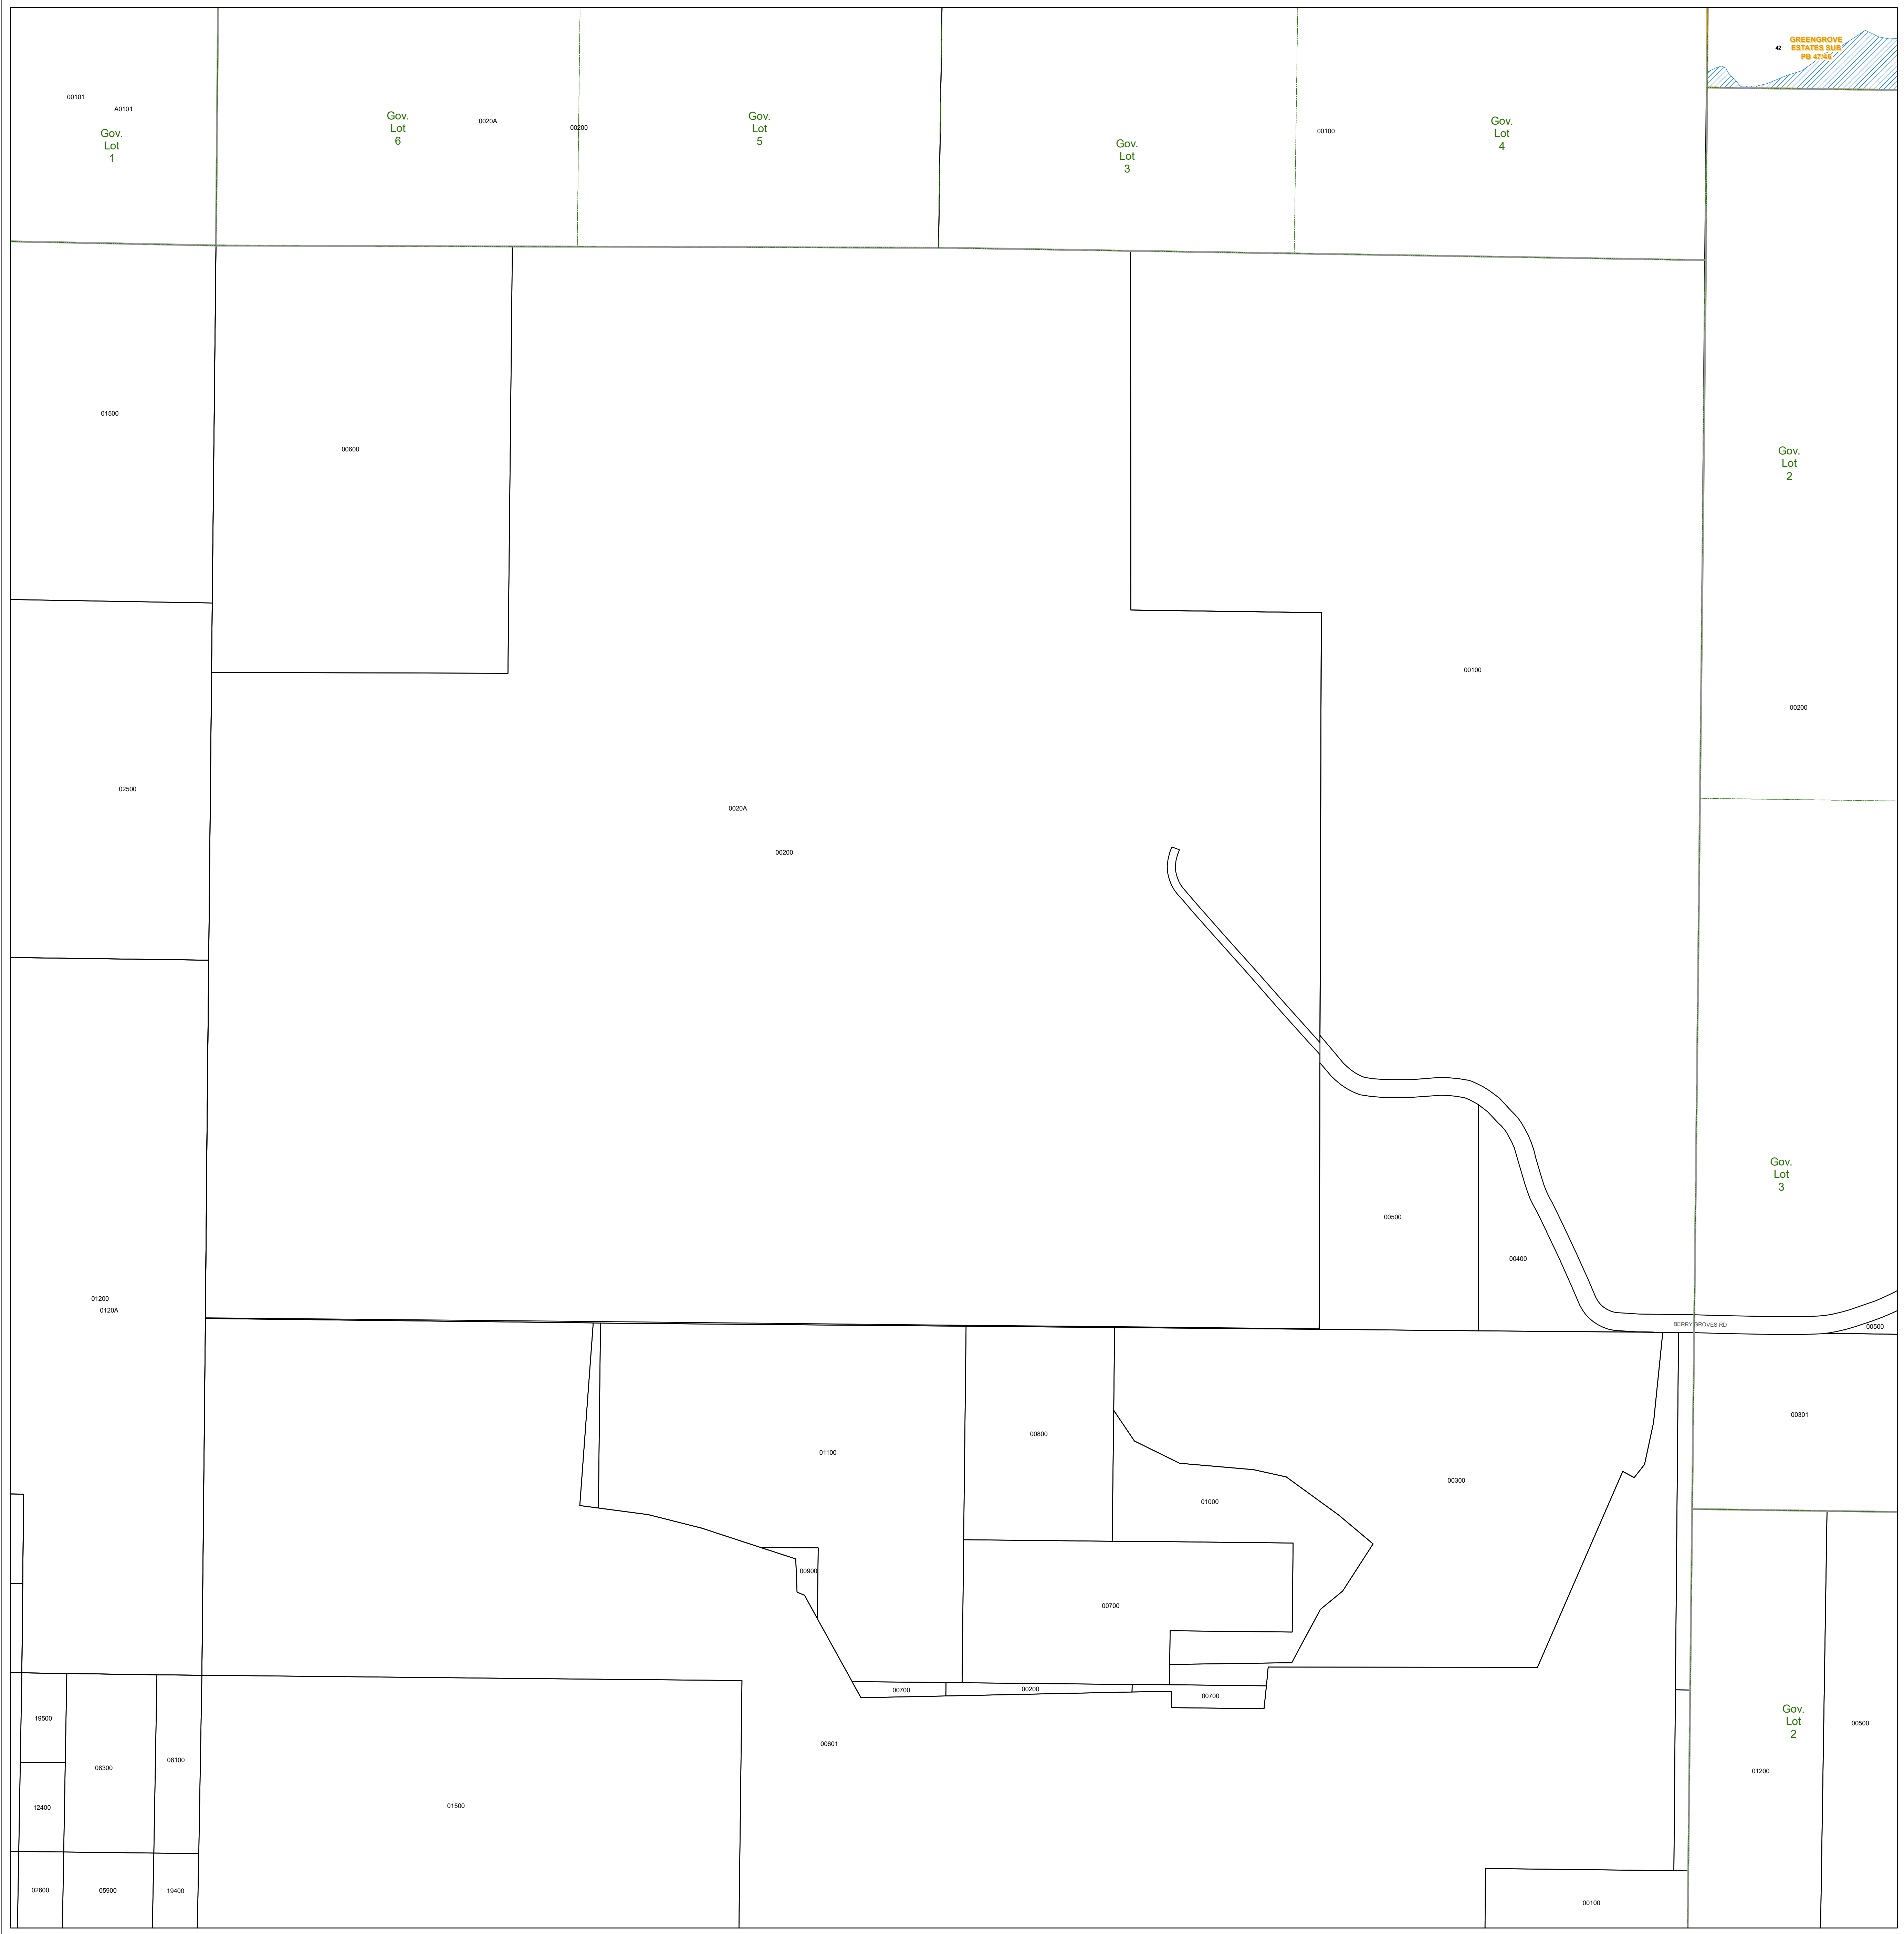 GREENGROVE
42 ESTATES SUB
PB 47/48
00101
A0101
Gov.
Lot
1
Gov.
Lot
6
0020A
00200
Gov.
Lot
5
Gov.
Lot
3
00100
Gov.
Lot
4
01500
00600
Gov.
Lot
2
00100
00200
02500
0020A
00200
Gov.
Lot
3
00500
00400
01200
0120A
BERRY GROVES RD
00500
00301
00800
01100
00300
01000
00900
00700
00700
00200
00700
19500
00601
Gov.
Lot
2
00500
08100
08300
01200
12400
01500
02600
05900
19400
00100